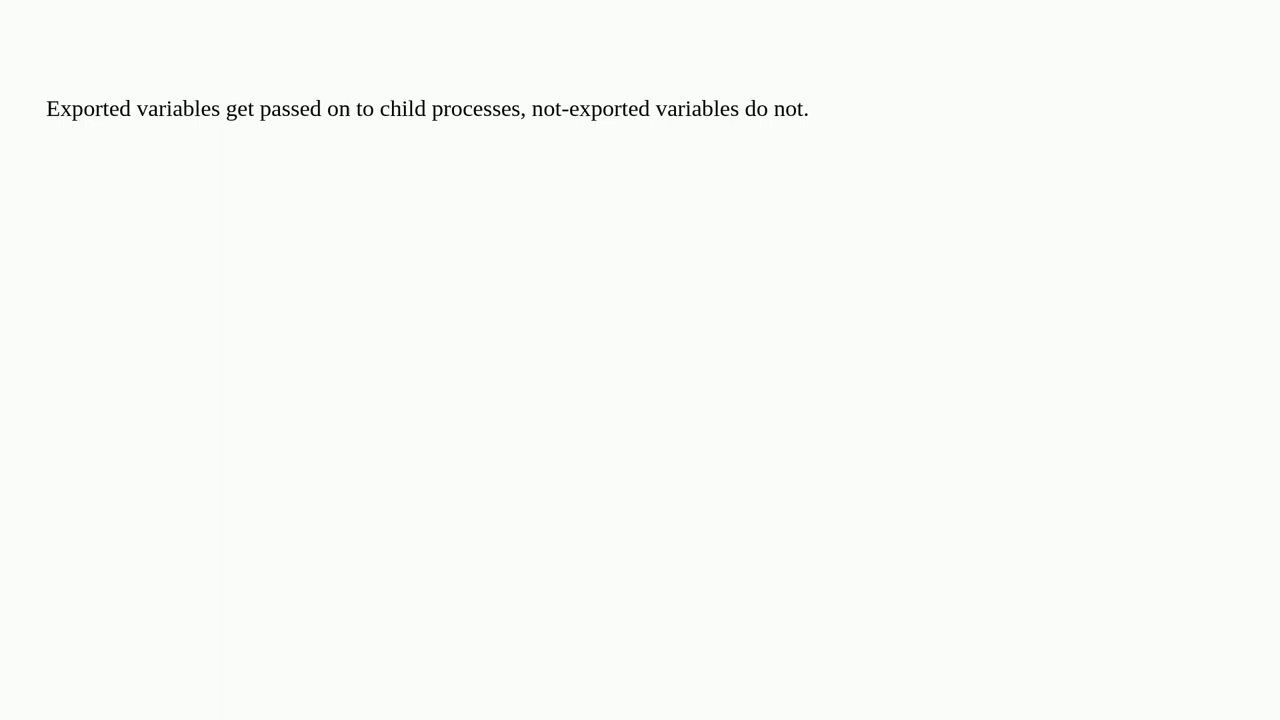 Exported variables get passed on to child processes, not-exported variables do not.